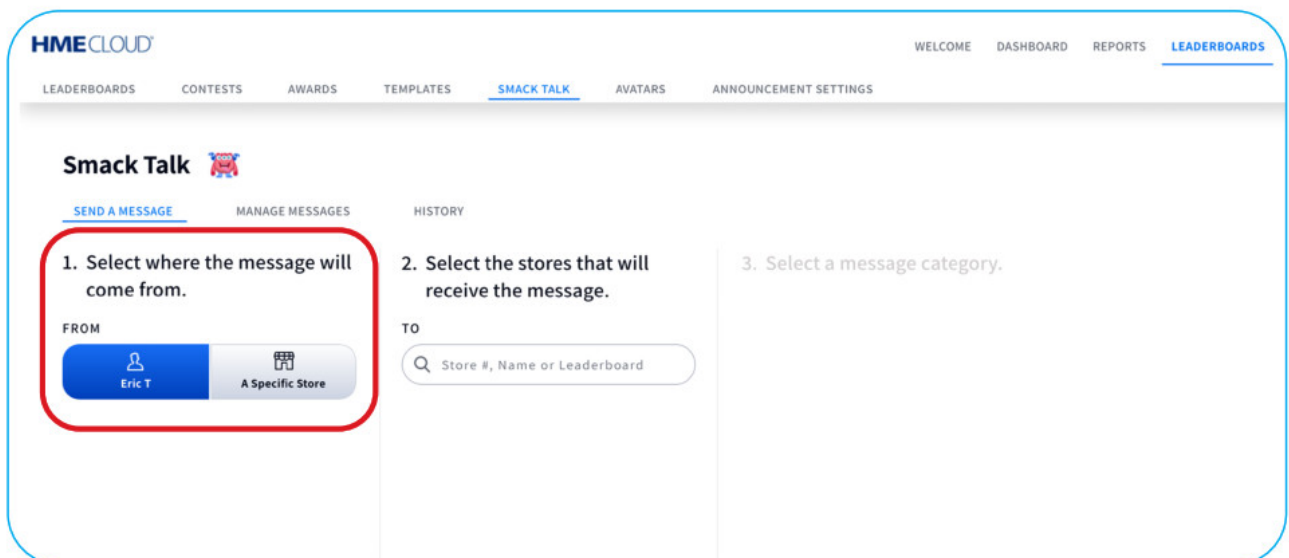 HME CLOUD
WELCOME DASHBOARD REPORTS LEADERBOARDS
LEADERBOARDS CONTESTS AWARDS TEMPLATES SMACK TALK AVATARS ANNOUNCEMENT SETTINGS
Smack Talk
SEND A MESSAGE MANAGE MESSAGES HISTORY
1. Select where the message will
come from.
FROM
Eric T
A Specific Store
2. Select the stores that will
receive the message.
TO
Store #, Name or Leaderboard
3. Select a message category.